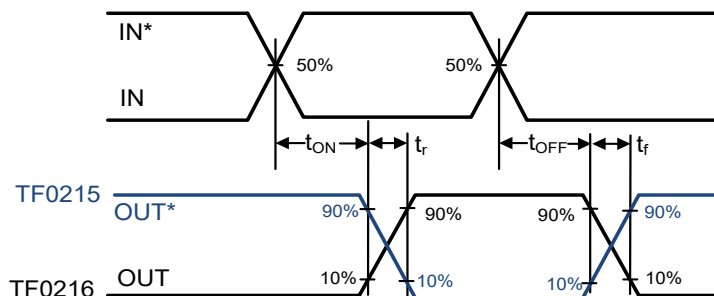 IN*
50% 50%
IN
tON tr tOFF tf
TF0215
OUT*
90% 90% 90% 90%
TF0216 OUT
10% 10% 10% 10%